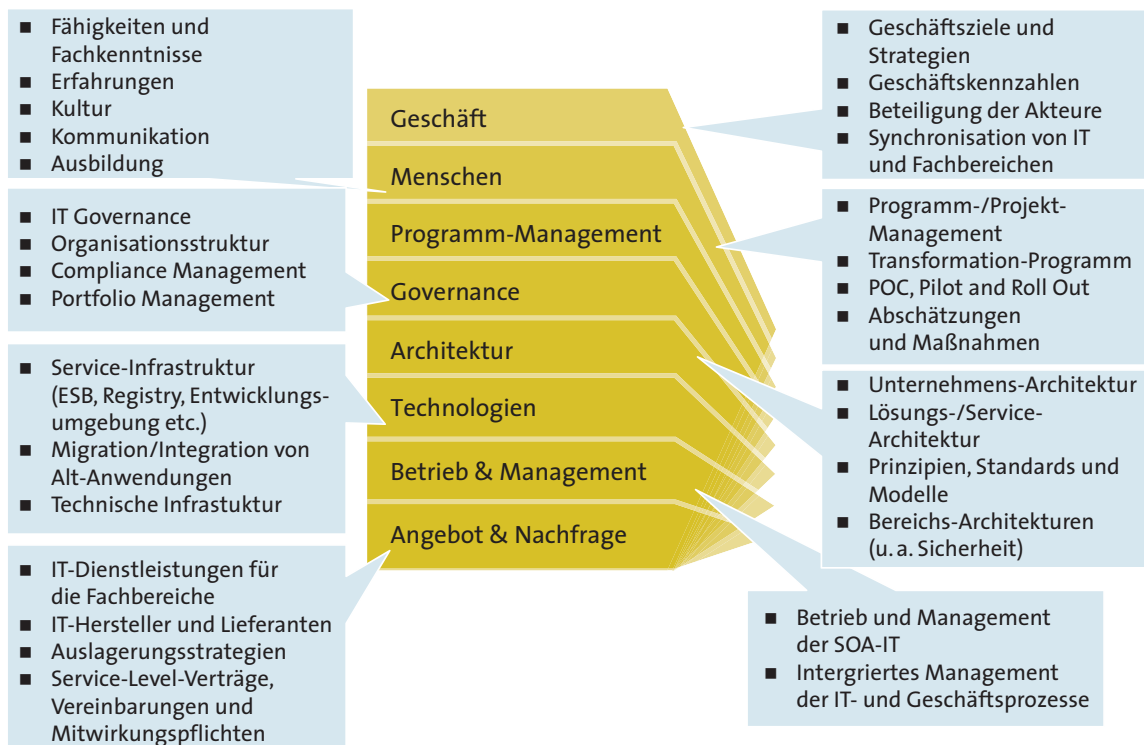 ■ Fähigkeiten und
Fachkenntnisse
■ Erfahrungen
■ Kultur
■ Kommunikation
■ Ausbildung
■ IT Governance
■ Organisationsstruktur
■ Compliance Management
■ Portfolio Management
■ Service-Infrastruktur
(ESB, Registry, Entwicklungs-
umgebung etc.)
■ Migration/Integration von
Alt-Anwendungen
■ Technische Infrastuktur
■ IT-Dienstleistungen für
die Fachbereiche
■ IT-Hersteller und Lieferanten
■ Auslagerungsstrategien
■ Service-Level-Verträge,
Vereinbarungen und
Mitwirkungspflichten
Geschäft
Menschen
Programm-Management
Governance
Architektur
Technologien
Betrieb & Management
Angebot & Nachfrage
■ Geschäftsziele und
Strategien
■ Geschäftskennzahlen
■ Beteiligung der Akteure
■ Synchronisation von IT
und Fachbereichen
■ Programm-/Projekt-
Management
■ Transformation-Programm
■ POC, Pilot and Roll Out
■ Abschätzungen
und Maßnahmen
■ Unternehmens-Architektur
■ Lösungs-/Service-
Architektur
■ Prinzipien, Standards und
Modelle
■ Bereichs-Architekturen
(u. a. Sicherheit)
■ Betrieb und Management
der SOA-IT
■ Intergriertes Management
der IT- und Geschäftsprozesse